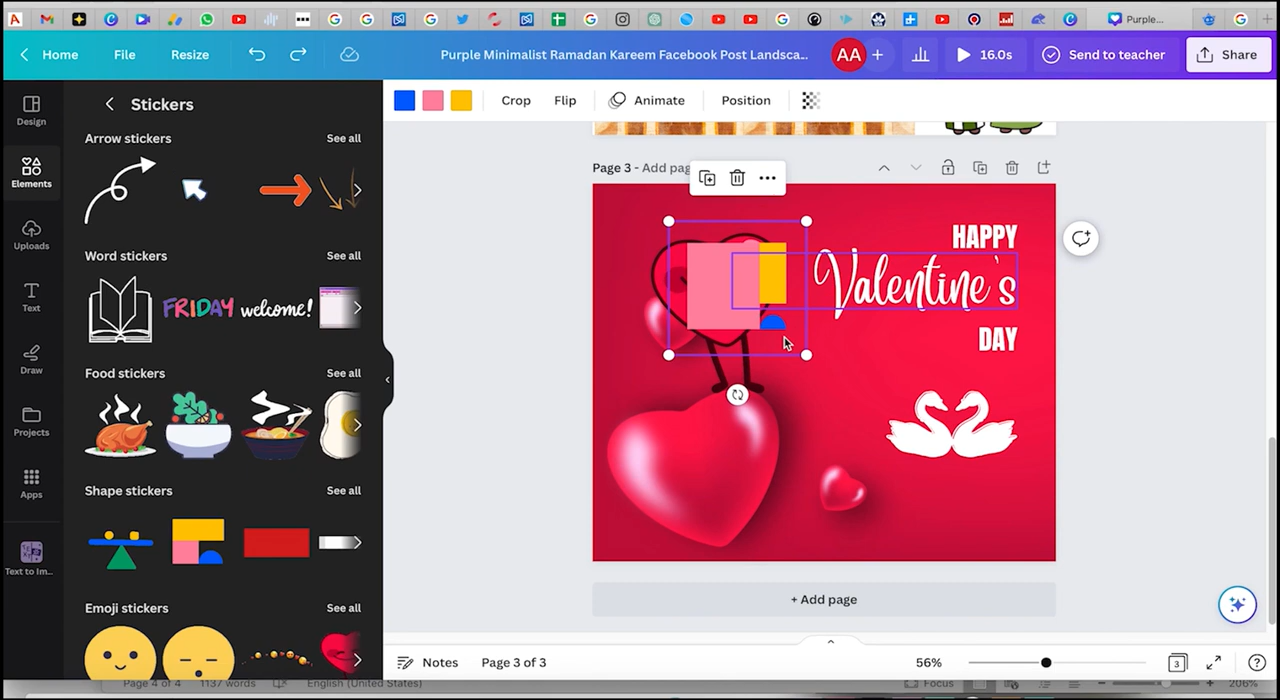 Purple...
Home
File
Resize
Purple Minimalist Ramadan Kareem Facebook Post Landsca...
AA
16.0s
Send to teacher
Share
Design
Elements
Uploads
Text
Draw
Projects
Apps
Text to Im...
Stickers
Arrow stickers
See all
Word stickers
See all
FRIDAY
welcome!
Food stickers
See all
Shape stickers
See all
Emoji stickers
See all
Crop
Flip
Animate
Position
Page 3 - Add pag
HAPPY
Valentine's
DAY
+ Add page
Notes
Page 3 of 3
56%
3
Page 4 of 4
1137 words
English (United States)
Focus
206%